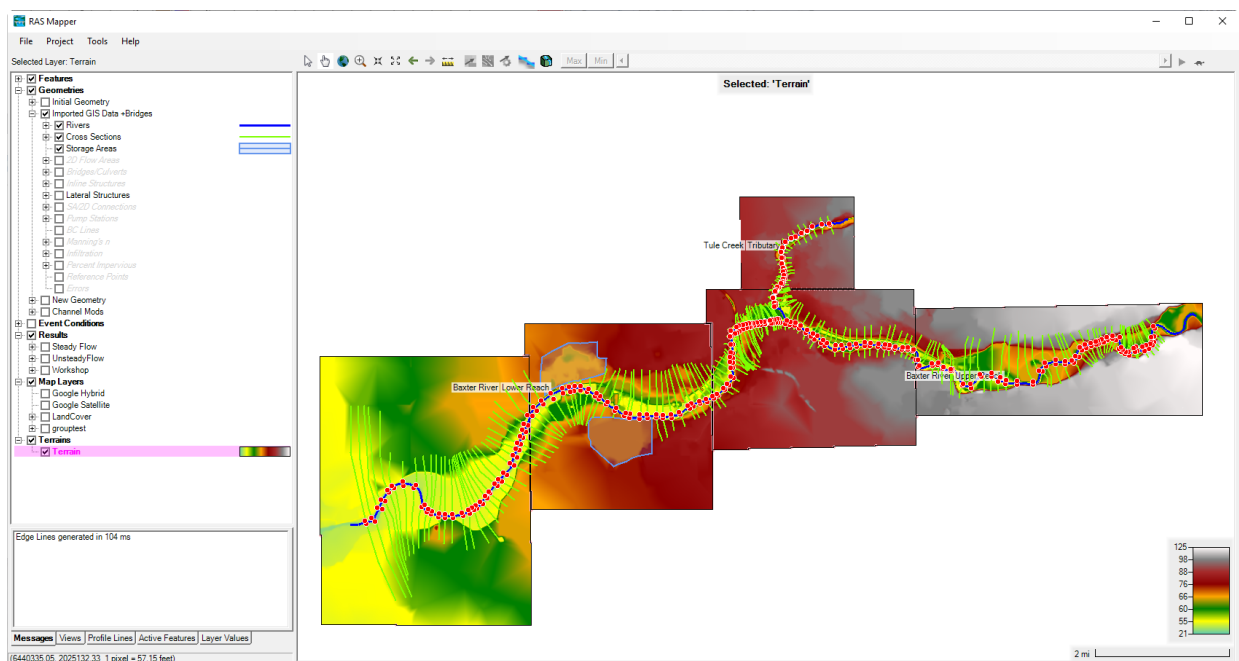 RAS Mapper
File Project Tools Help
Selected Layer: Terrain
Max Min
Features
Geometries
Initial Geometry
Imported GIS Data +Bridges
Rivers
Cross Sections
Storage Areas
2D Flow Areas
Bridges/Culverts
Inline Structures
Lateral Structures
SA/2D Connections
Pump Stations
BC Lines
Manning's n
Infiltration
Percent Impervious
Reference Points
Errors
New Geometry
Channel Mods
Event Conditions
Results
Steady Flow
UnsteadyFlow
Workshop
Map Layers
Google Hybrid
Google Satellite
LandCover
grouptest
Terrains
Terrain
Selected: 'Terrain'
Tule Creek Tributary
Baxter River Upper
Baxter River Lower Reach
Edge Lines generated in 104 ms
125
98
88
76
66
60
55
21
Messages Views Profile Lines Active Features Layer Values
2 mi
(6440335.05, 2025132.33 1 pixel = 57.15 feet)